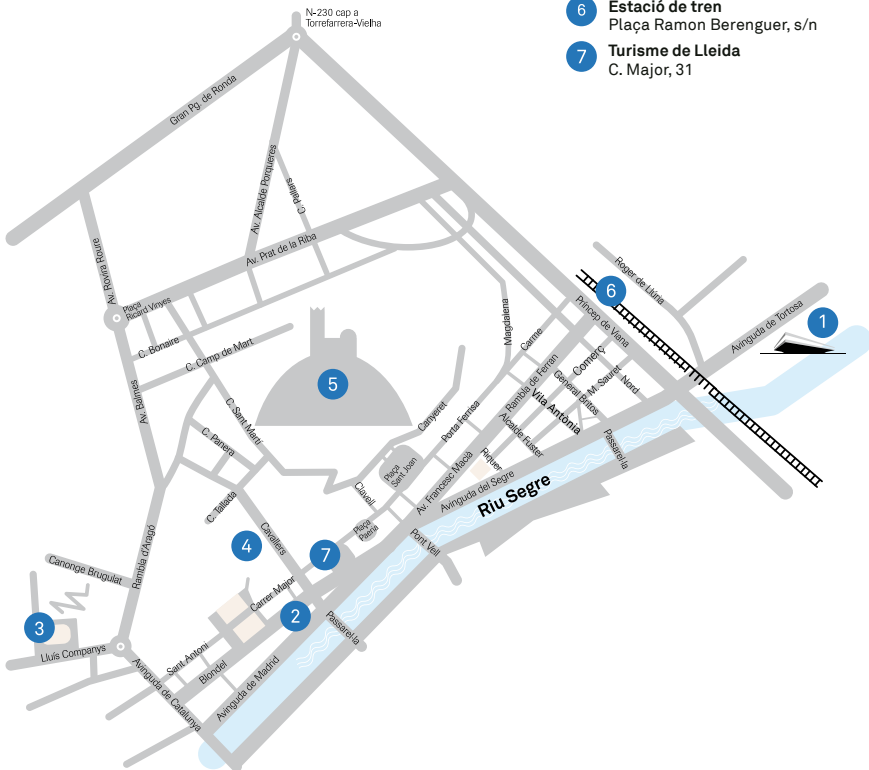 N-230 cap a
Torrefarrera-Vielha
6
Estació de tren
Plaça Ramon Berenguer, s/n
7
Turisme de Lleida
C. Major, 31
Gran Pg. de Ronda
Av. Alcalde Porqueres
C. Pallars
Av. Prat de la Riba
Av. Rovira Roure
Plaça
Ricard Vinyes
C. Bonaire
C. Camp de Mart
Av. Balmes
C. Sant Martí
C. Panera
C. Tallada
Cavallers
5
Magdalena
Carme
Canyeret
Porta Ferrisa
Rambla de Ferran
Comerç
Príncep de Viana
6
Roger de Llúria
Avinguda de Tortosa
1
General Britos
M. Sauret
Nord
Vila Antònia
Alcalde Fuster
Passarel·la
Plaça
Sant Joan
Clavell
Plaça
Paeria
Av. Francesc Macià
Riquer
Avinguda del Segre
Riu Segre
Pont Vell
Rambla d'Aragó
4
7
Canonge Brugulat
Carrer Major
2
3
Lluís Companys
Sant Antoni
Blondel
Passarel·la
Avinguda de Madrid
Avinguda de Catalunya